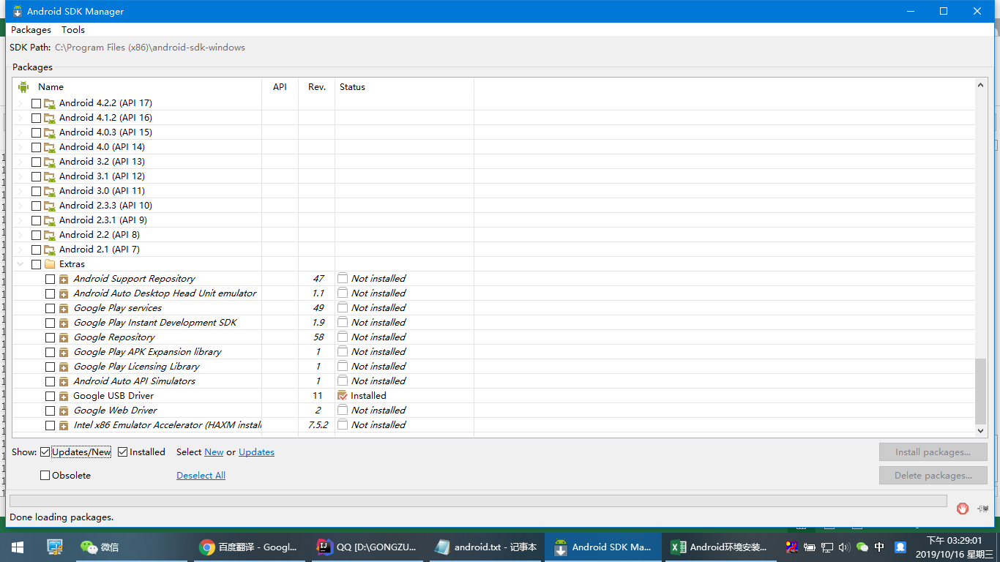 Android SDK Manager
Packages Tools
SDK Path: C:\Program Files (x86)\android-sdk-windows
Packages
Name API Rev. Status
Android 4.2.2 (API 17)
Android 4.1.2 (API 16)
Android 4.0.3 (API 15)
Android 4.0 (API 14)
Android 3.2 (API 13)
Android 3.1 (API 12)
Android 3.0 (API 11)
Android 2.3.3 (API 10)
Android 2.3.1 (API 9)
Android 2.2 (API 8)
Android 2.1 (API 7)
Extras
Android Support Repository 47 Not installed
Android Auto Desktop Head Unit emulator 1.1 Not installed
Google Play services 49 Not installed
Google Play Instant Development SDK 1.9 Not installed
Google Repository 58 Not installed
Google Play APK Expansion library 1 Not installed
Google Play Licensing Library 1 Not installed
Android Auto API Simulators 1 Not installed
Google USB Driver 11 Installed
Google Web Driver 2 Not installed
Intel x86 Emulator Accelerator (HAXM install 7.5.2 Not installed
Show: Updates/New Installed Select New or Updates Install packages...
Obsolete Deselect All Delete packages...
Done loading packages.
微信 百度翻译 - Googl... QQ [D:\GONGZU... android.txt - 记事本 Android SDK Ma... Android环境安装... 中 下午 03:29:01
2019/10/16 星期三